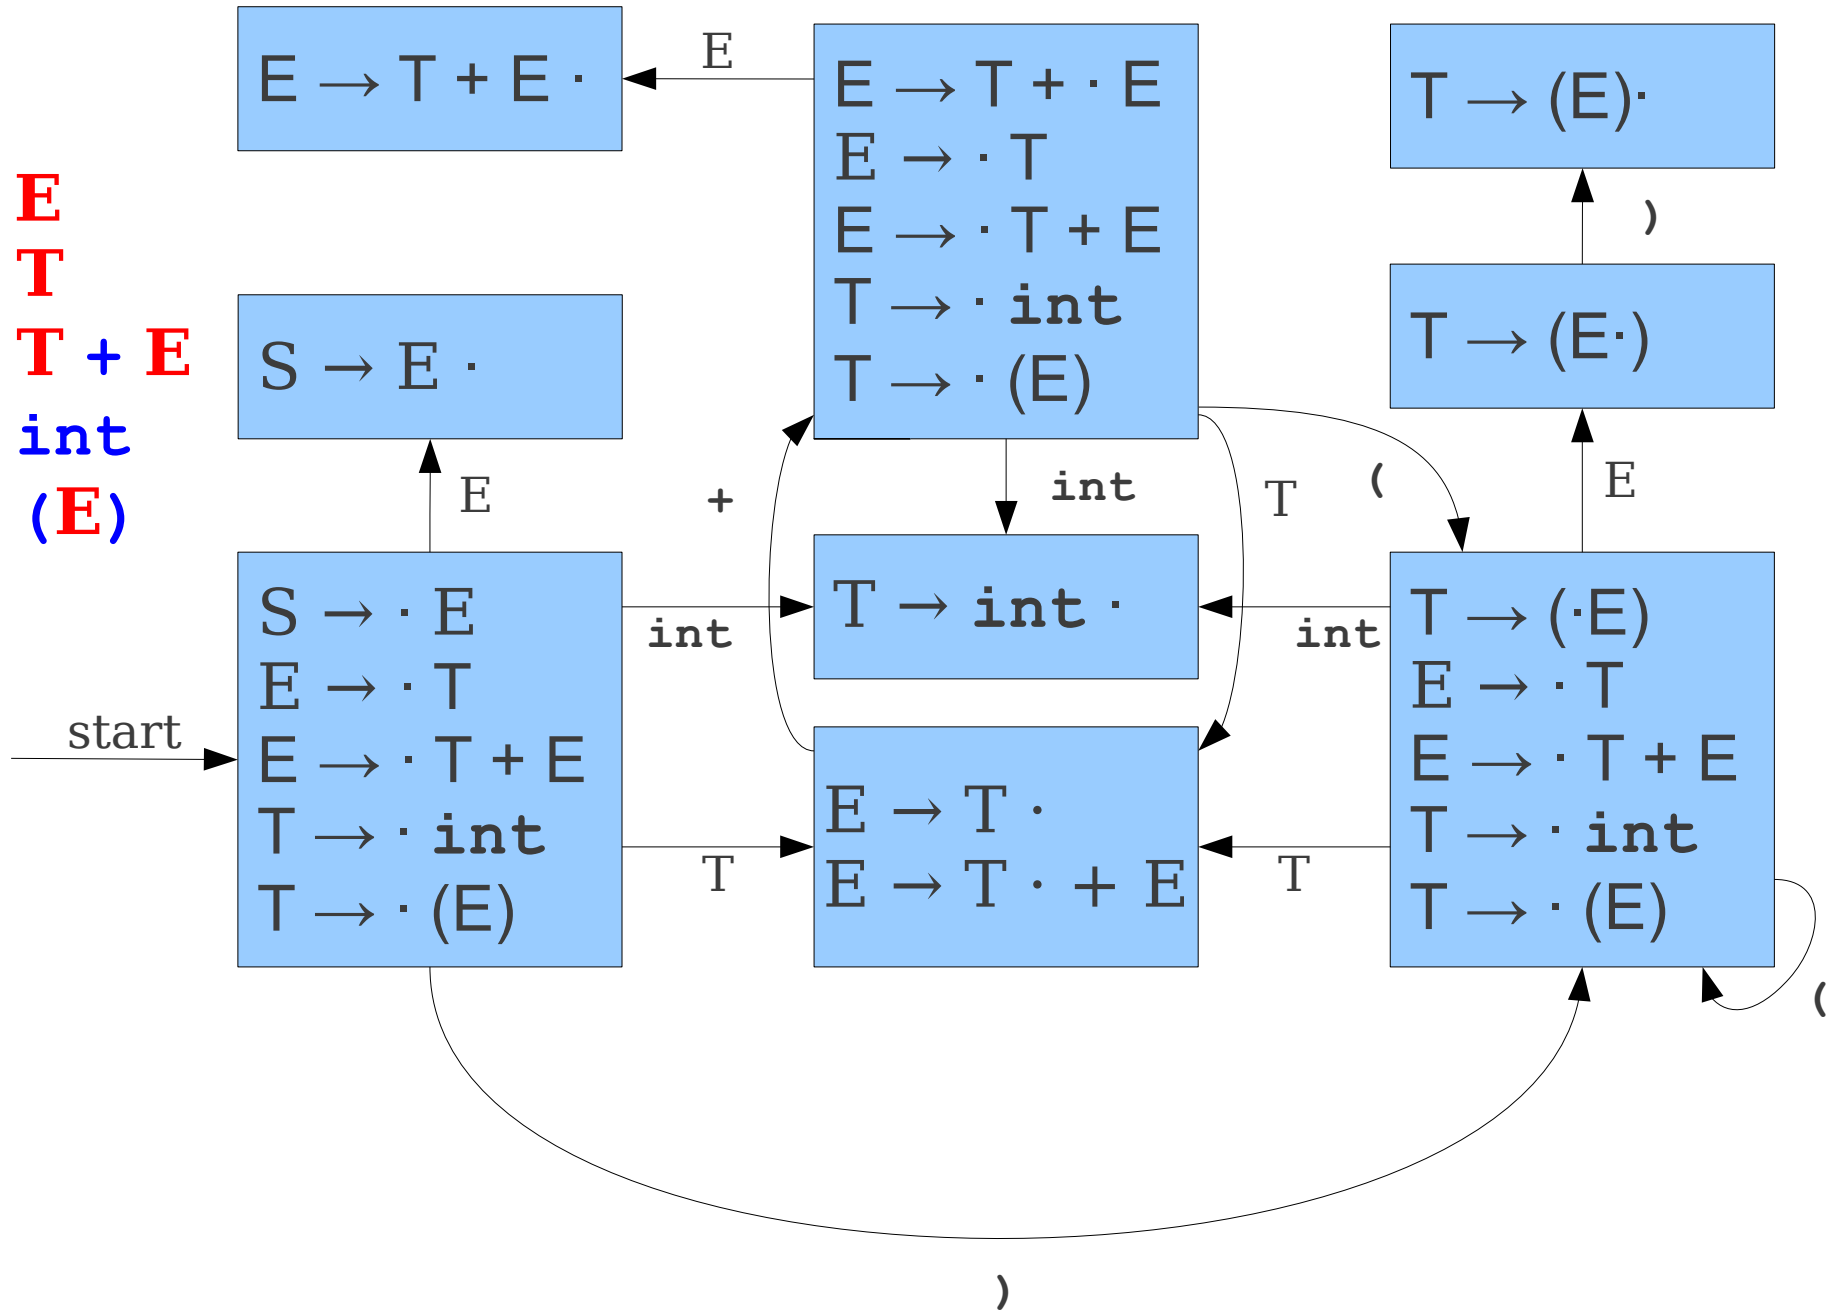 E
T
T + E
int
(E)
E → T + E ·
E
E → T + · E
E → · T
E → · T + E
T → · int
T → · (E)
T → (E)·
)
T → (E·)
S → E ·
E
+
int
T
(
E
start
S → · E
E → · T
E → · T + E
T → · int
T → · (E)
int
T → int ·
int
T → (·E)
E → · T
E → · T + E
T → · int
T → · (E)
T
E → T ·
E → T · + E
T
(
)